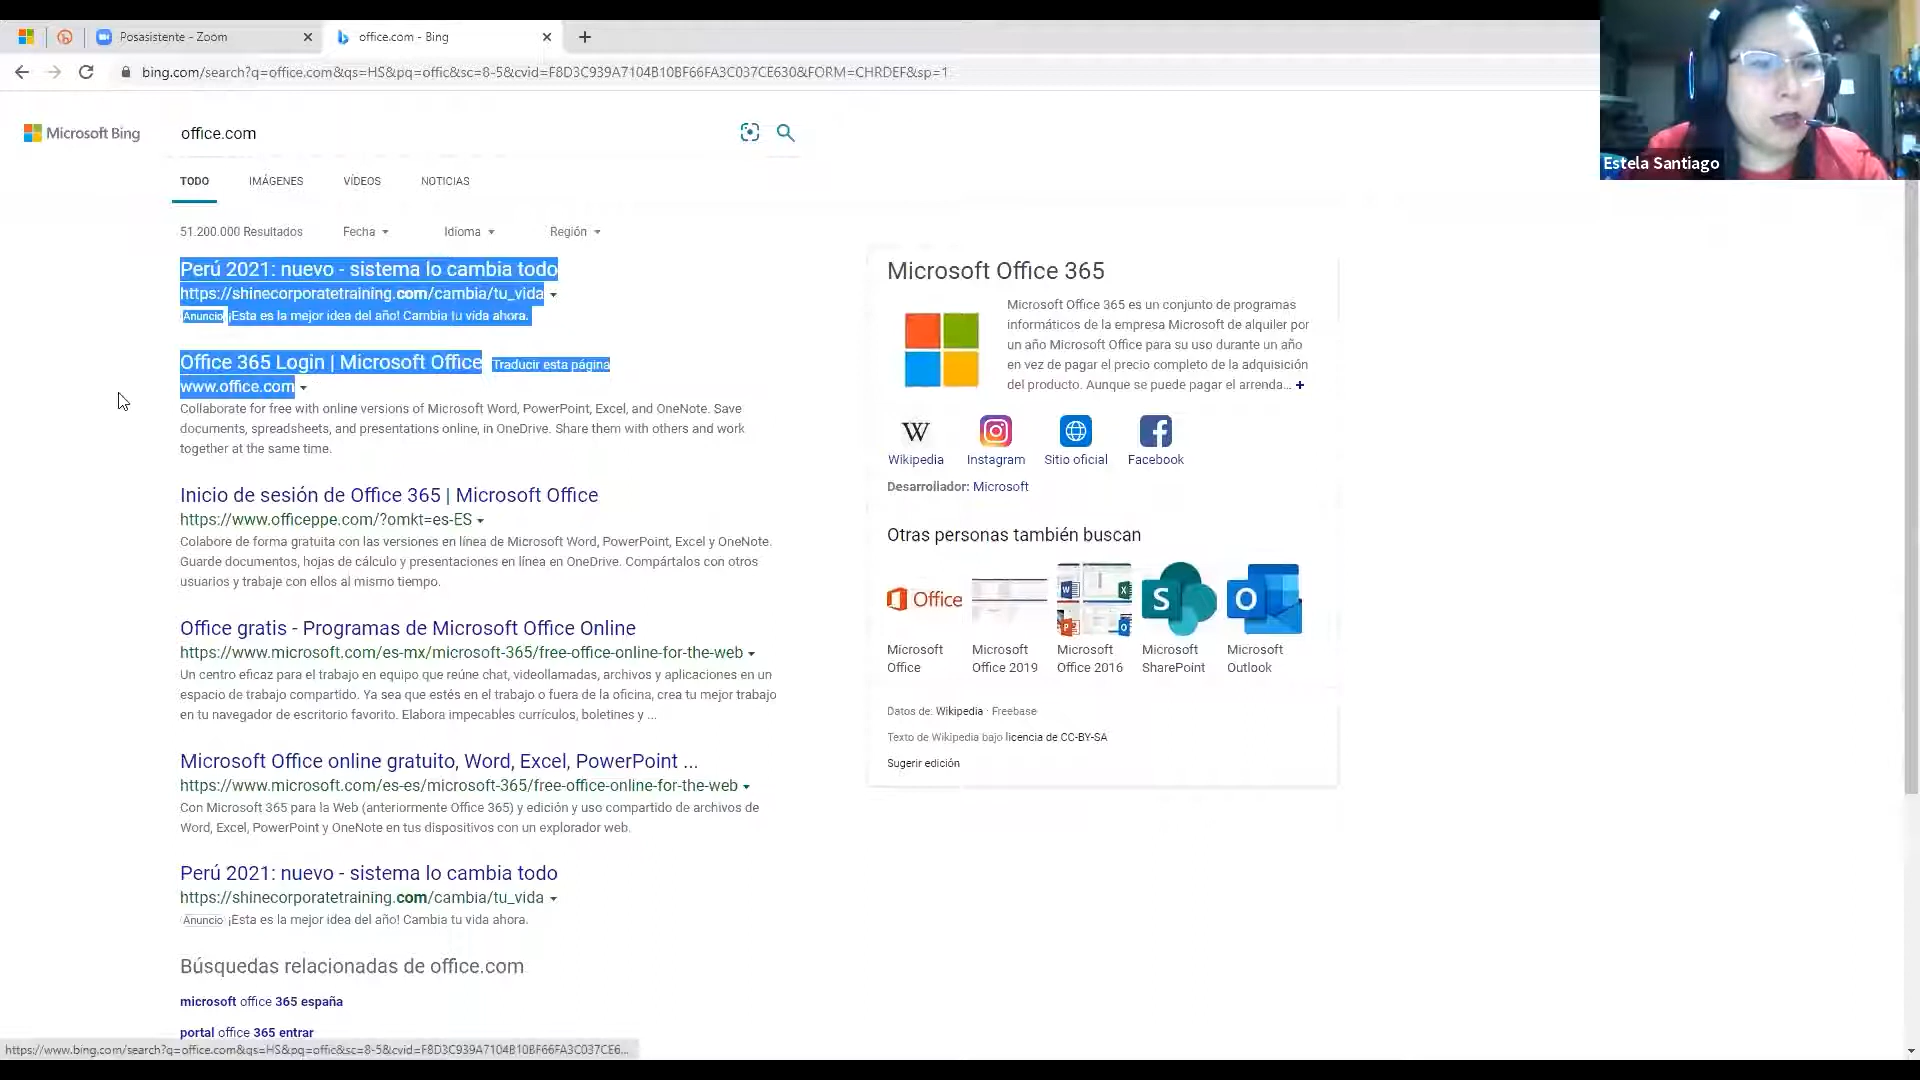 Posasistente - Zoom
office.com - Bing
bing.com/search?q=office.com&qs=HS&pq=offic&sc=8-5&cvid=F8D3C939A7104B10BF66FA3C037CE630&FORM=CHRDEF&sp=1
Estela Santiago
Microsoft Bing
office.com
TODO IMÁGENES VÍDEOS NOTICIAS
51.200.000 Resultados Fecha Idioma Región
Perú 2021: nuevo - sistema lo cambia todo
https://shinecorporatetraining.com/cambia/tu_vida
Anuncio ¡Esta es la mejor idea del año! Cambia tu vida ahora.
Office 365 Login | Microsoft Office Traducir esta página
www.office.com
Collaborate for free with online versions of Microsoft Word, PowerPoint, Excel, and OneNote. Save
documents, spreadsheets, and presentations online, in OneDrive. Share them with others and work
together at the same time.
Inicio de sesión de Office 365 | Microsoft Office
https://www.officeppe.com/?omkt=es-ES
Colabore de forma gratuita con las versiones en línea de Microsoft Word, PowerPoint, Excel y OneNote.
Guarde documentos, hojas de cálculo y presentaciones en línea en OneDrive. Compártalos con otros
usuarios y trabaje con ellos al mismo tiempo.
Office gratis - Programas de Microsoft Office Online
https://www.microsoft.com/es-mx/microsoft-365/free-office-online-for-the-web
Un centro eficaz para el trabajo en equipo que reúne chat, videollamadas, archivos y aplicaciones en un
espacio de trabajo compartido. Ya sea que estés en el trabajo o fuera de la oficina, crea tu mejor trabajo
en tu navegador de escritorio favorito. Elabora impecables currículos, boletines y ...
Microsoft Office online gratuito, Word, Excel, PowerPoint ...
https://www.microsoft.com/es-es/microsoft-365/free-office-online-for-the-web
Con Microsoft 365 para la Web (anteriormente Office 365) y edición y uso compartido de archivos de
Word, Excel, PowerPoint y OneNote en tus dispositivos con un explorador web.
Perú 2021: nuevo - sistema lo cambia todo
https://shinecorporatetraining.com/cambia/tu_vida
Anuncio ¡Esta es la mejor idea del año! Cambia tu vida ahora.
Búsquedas relacionadas de office.com
microsoft office 365 españa
portal office 365 entrar
https://www.bing.com/search?q=office.com&qs=HS&pq=offic&sc=8-5&cvid=F8D3C939A7104B10BF66FA3C037CE6...
Microsoft Office 365
Microsoft Office 365 es un conjunto de programas
informáticos de la empresa Microsoft de alquiler por
un año Microsoft Office para su uso durante un año
en vez de pagar el precio completo de la adquisición
del producto. Aunque se puede pagar el arrenda... +
W
Wikipedia Instagram Sitio oficial Facebook
Desarrollador: Microsoft
Otras personas también buscan
Office
S
O
Microsoft Office
Microsoft Office 2019
Microsoft Office 2016
Microsoft SharePoint
Microsoft Outlook
Datos de: Wikipedia · Freebase
Texto de Wikipedia bajo licencia de CC-BY-SA
Sugerir edición